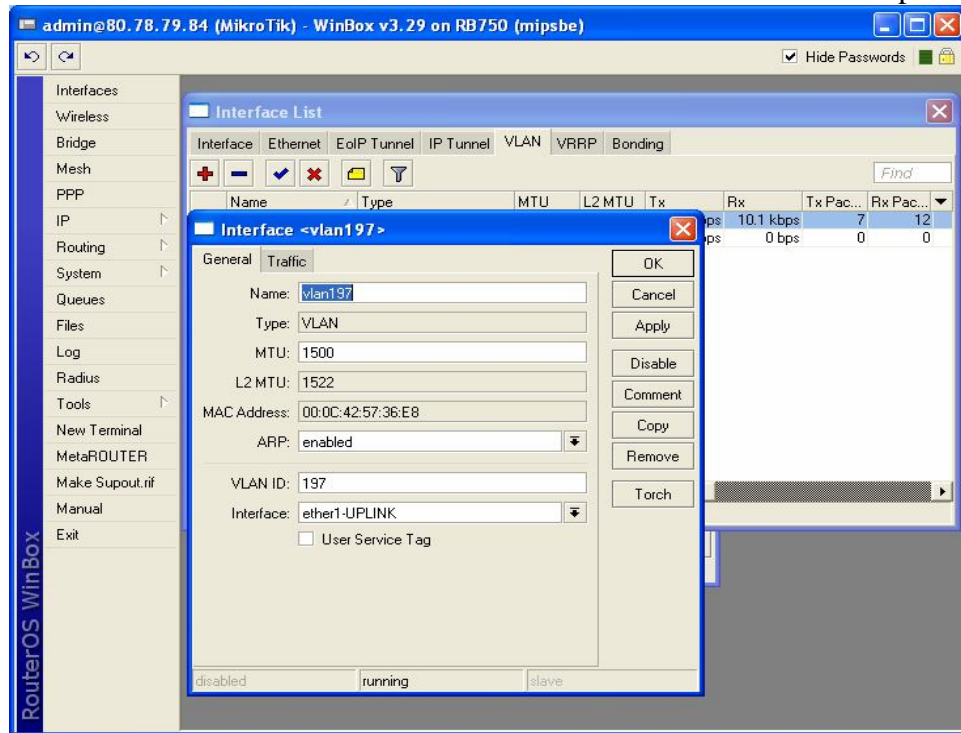 admin@80.78.79.84 (MikroTik) - WinBox v3.29 on RB750 (mipsbe)
Hide Passwords
Interfaces
Wireless
Bridge
Mesh
PPP
IP
Routing
System
Queues
Files
Log
Radius
Tools
New Terminal
MetaROUTER
Make Supout.rif
Manual
Exit
RouterOS WinBox
Interface List
Interface Ethernet EoIP Tunnel IP Tunnel VLAN VRRP Bonding
Find
Name Type MTU L2 MTU Tx Rx Tx Pac... Rx Pac...
10.1 kbps 7 12
0 bps 0 0
Interface <vlan197>
General Traffic
Name: vlan197
Type: VLAN
MTU: 1500
L2 MTU: 1522
MAC Address: 00:0C:42:57:36:E8
ARP: enabled
VLAN ID: 197
Interface: ether1-UPLINK
User Service Tag
OK
Cancel
Apply
Disable
Comment
Copy
Remove
Torch
disabled running slave